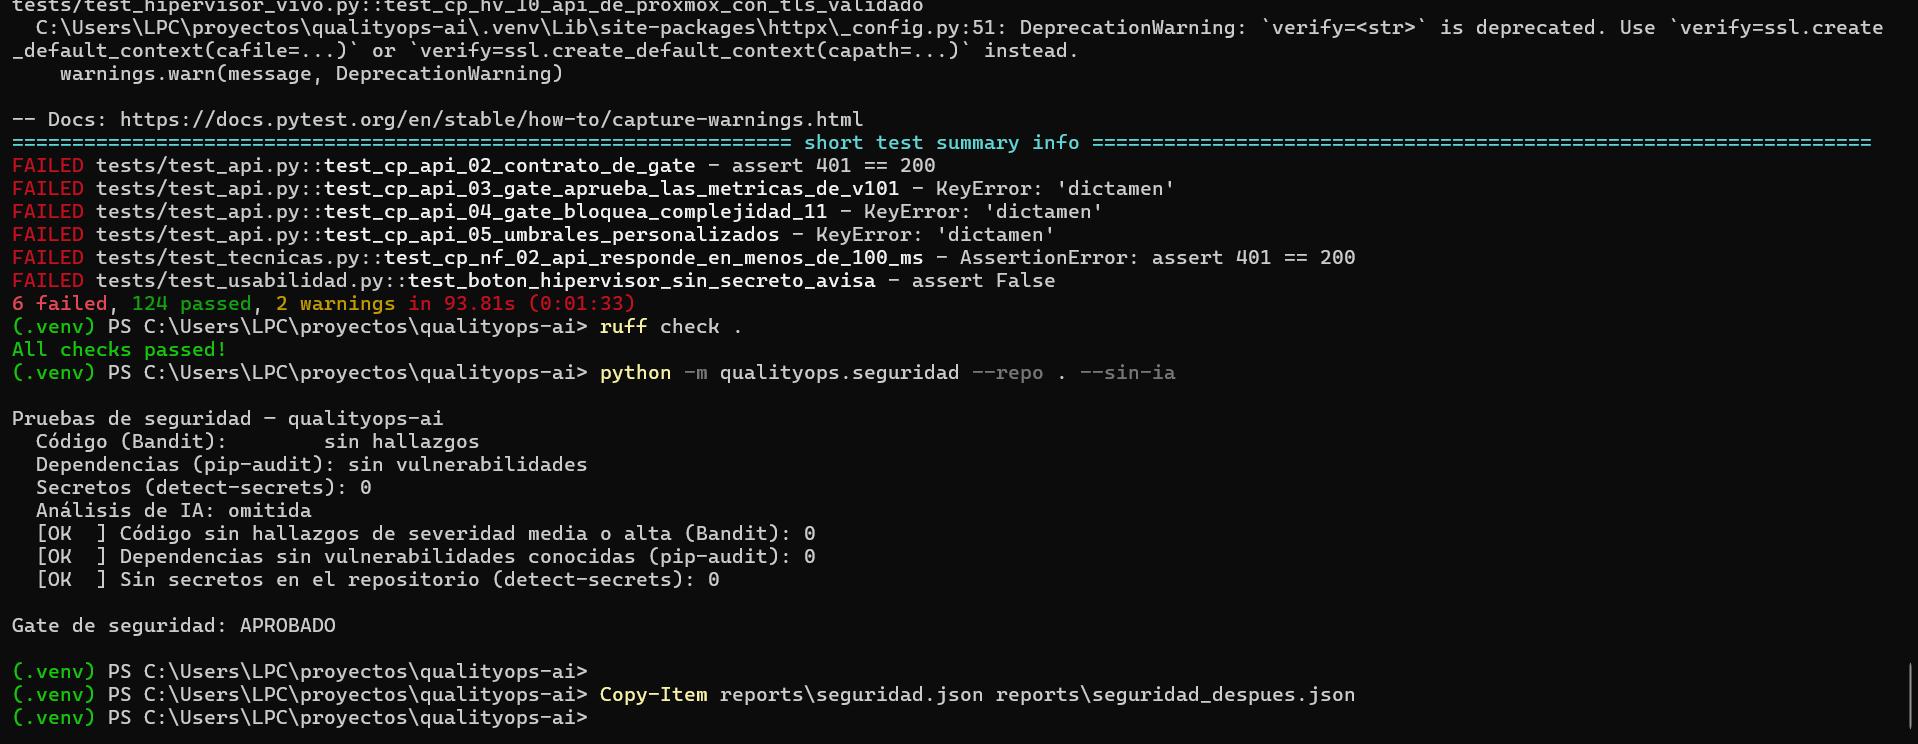 tests/test_hipervisor_vivo.py::test_cp_hv_10_api_de_proxmox_con_tls_validado
  C:\Users\LPC\proyectos\qualityops-ai\.venv\Lib\site-packages\httpx\_config.py:51: DeprecationWarning: `verify=<str>` is deprecated. Use `verify=ssl.create
_default_context(cafile=...)` or `verify=ssl.create_default_context(capath=...)` instead.
    warnings.warn(message, DeprecationWarning)

-- Docs: https://docs.pytest.org/en/stable/how-to/capture-warnings.html
================================================================= short test summary info =================================================================
FAILED tests/test_api.py::test_cp_api_02_contrato_de_gate - assert 401 == 200
FAILED tests/test_api.py::test_cp_api_03_gate_aprueba_las_metricas_de_v101 - KeyError: 'dictamen'
FAILED tests/test_api.py::test_cp_api_04_gate_bloquea_complejidad_11 - KeyError: 'dictamen'
FAILED tests/test_api.py::test_cp_api_05_umbrales_personalizados - KeyError: 'dictamen'
FAILED tests/test_tecnicas.py::test_cp_nf_02_api_responde_en_menos_de_100_ms - AssertionError: assert 401 == 200
FAILED tests/test_usabilidad.py::test_boton_hipervisor_sin_secreto_avisa - assert False
6 failed, 124 passed, 2 warnings in 93.81s (0:01:33)
(.venv) PS C:\Users\LPC\proyectos\qualityops-ai> ruff check .
All checks passed!
(.venv) PS C:\Users\LPC\proyectos\qualityops-ai> python -m qualityops.seguridad --repo . --sin-ia

Pruebas de seguridad — qualityops-ai
  Código (Bandit):        sin hallazgos
  Dependencias (pip-audit): sin vulnerabilidades
  Secretos (detect-secrets): 0
  Análisis de IA: omitida
  [OK  ] Código sin hallazgos de severidad media o alta (Bandit): 0
  [OK  ] Dependencias sin vulnerabilidades conocidas (pip-audit): 0
  [OK  ] Sin secretos en el repositorio (detect-secrets): 0

Gate de seguridad: APROBADO

(.venv) PS C:\Users\LPC\proyectos\qualityops-ai>
(.venv) PS C:\Users\LPC\proyectos\qualityops-ai> Copy-Item reports\seguridad.json reports\seguridad_despues.json
(.venv) PS C:\Users\LPC\proyectos\qualityops-ai>